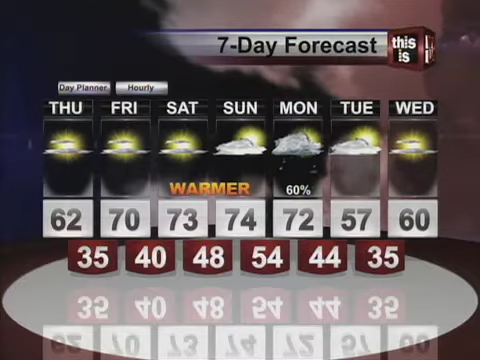 7-Day Forecast
this
is
Day Planner Hourly
THU FRI SAT SUN MON TUE WED
WARMER
60%
62 70 73 74 72 57 60
35 40 48 54 44 35